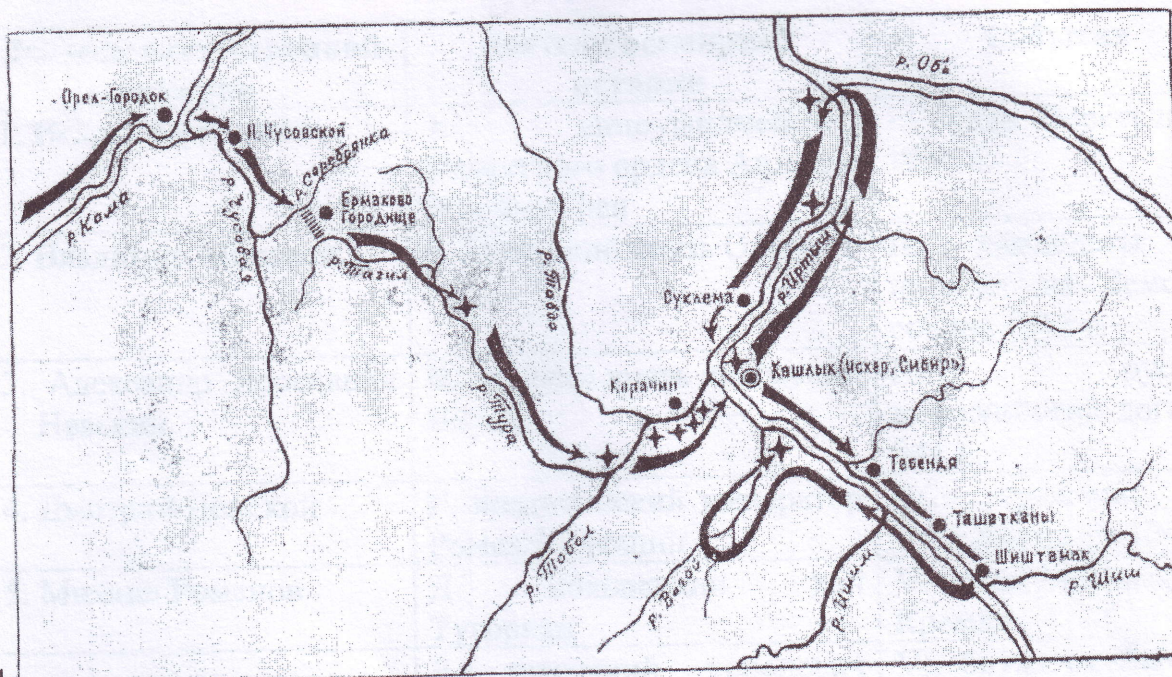 р. Обь
Орел-Городок
Н. Чусовской
р. Серебрянка
Ермаково
Городище
р. Кама
р. Чусовая
р. Тагил
р. Тавда
р. Иртыш
Суклема
Кашлык (Искер, Сибирь)
Карачин
р. Тура
Тебендя
Ташатканы
Шиштамак
р. Тобол
р. Вагай
р. Ишим
р. Шиш